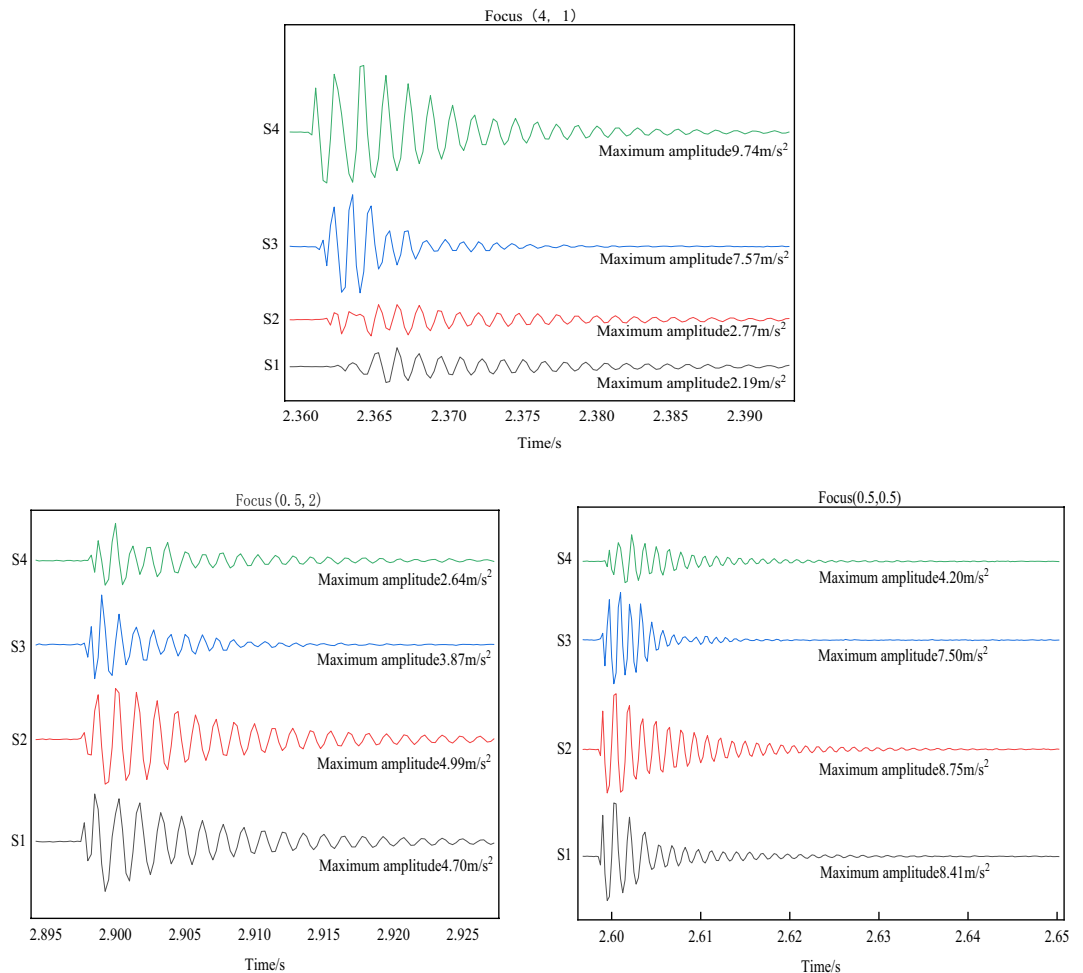 Focus (4, 1)
S4
Maximum amplitude9.74m/s²
S3
Maximum amplitude7.57m/s²
S2
Maximum amplitude2.77m/s²
S1
Maximum amplitude2.19m/s²
2.360 2.365 2.370 2.375 2.380 2.385 2.390
Time/s
Focus(0.5,2)
S4
Maximum amplitude2.64m/s²
S3
Maximum amplitude3.87m/s²
S2
Maximum amplitude4.99m/s²
S1
Maximum amplitude4.70m/s²
2.895 2.900 2.905 2.910 2.915 2.920 2.925
Time/s
Focus(0.5,0.5)
S4
Maximum amplitude4.20m/s²
S3
Maximum amplitude7.50m/s²
S2
Maximum amplitude8.75m/s²
S1
Maximum amplitude8.41m/s²
2.60 2.61 2.62 2.63 2.64 2.65
Time/s